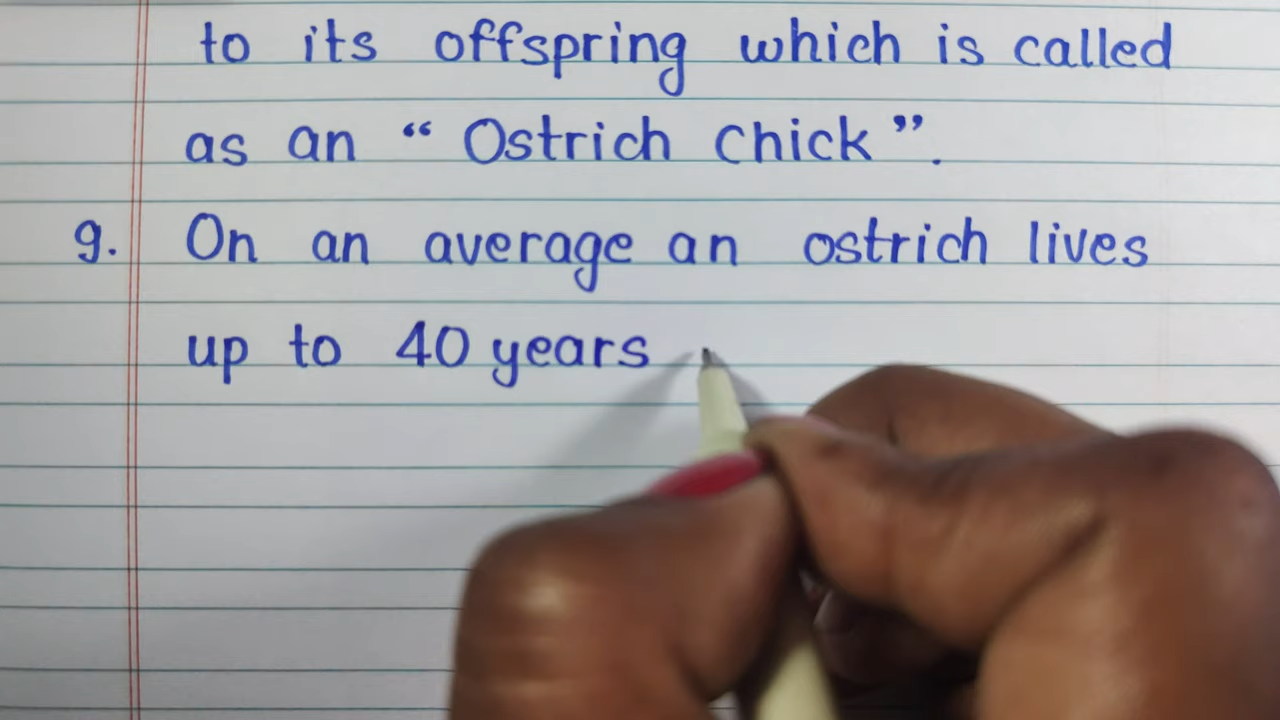 to its offspring which is called
as an “ Ostrich chick ”.
9. On an average an ostrich lives
up to 40 years